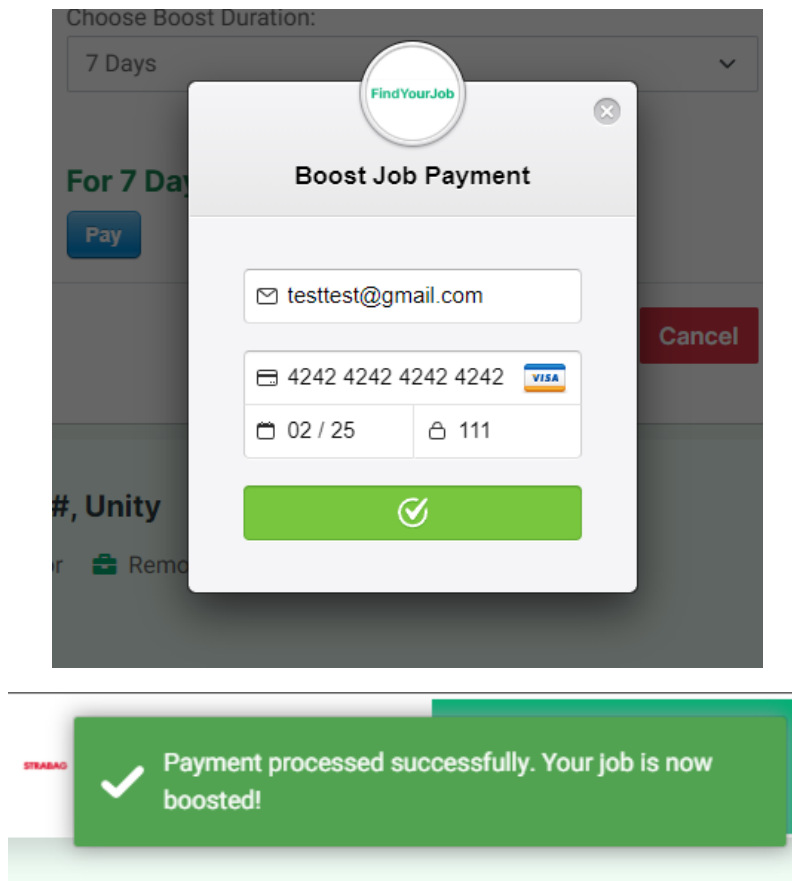 Choose Boost Duration:
7 Days
FindYourJob
Boost Job Payment
For 7 Day
Pay
testtest@gmail.com
Cancel
4242 4242 4242 4242 VISA
02 / 25 111
#, Unity
r Remo
STRABAG
Payment processed successfully. Your job is now
boosted!